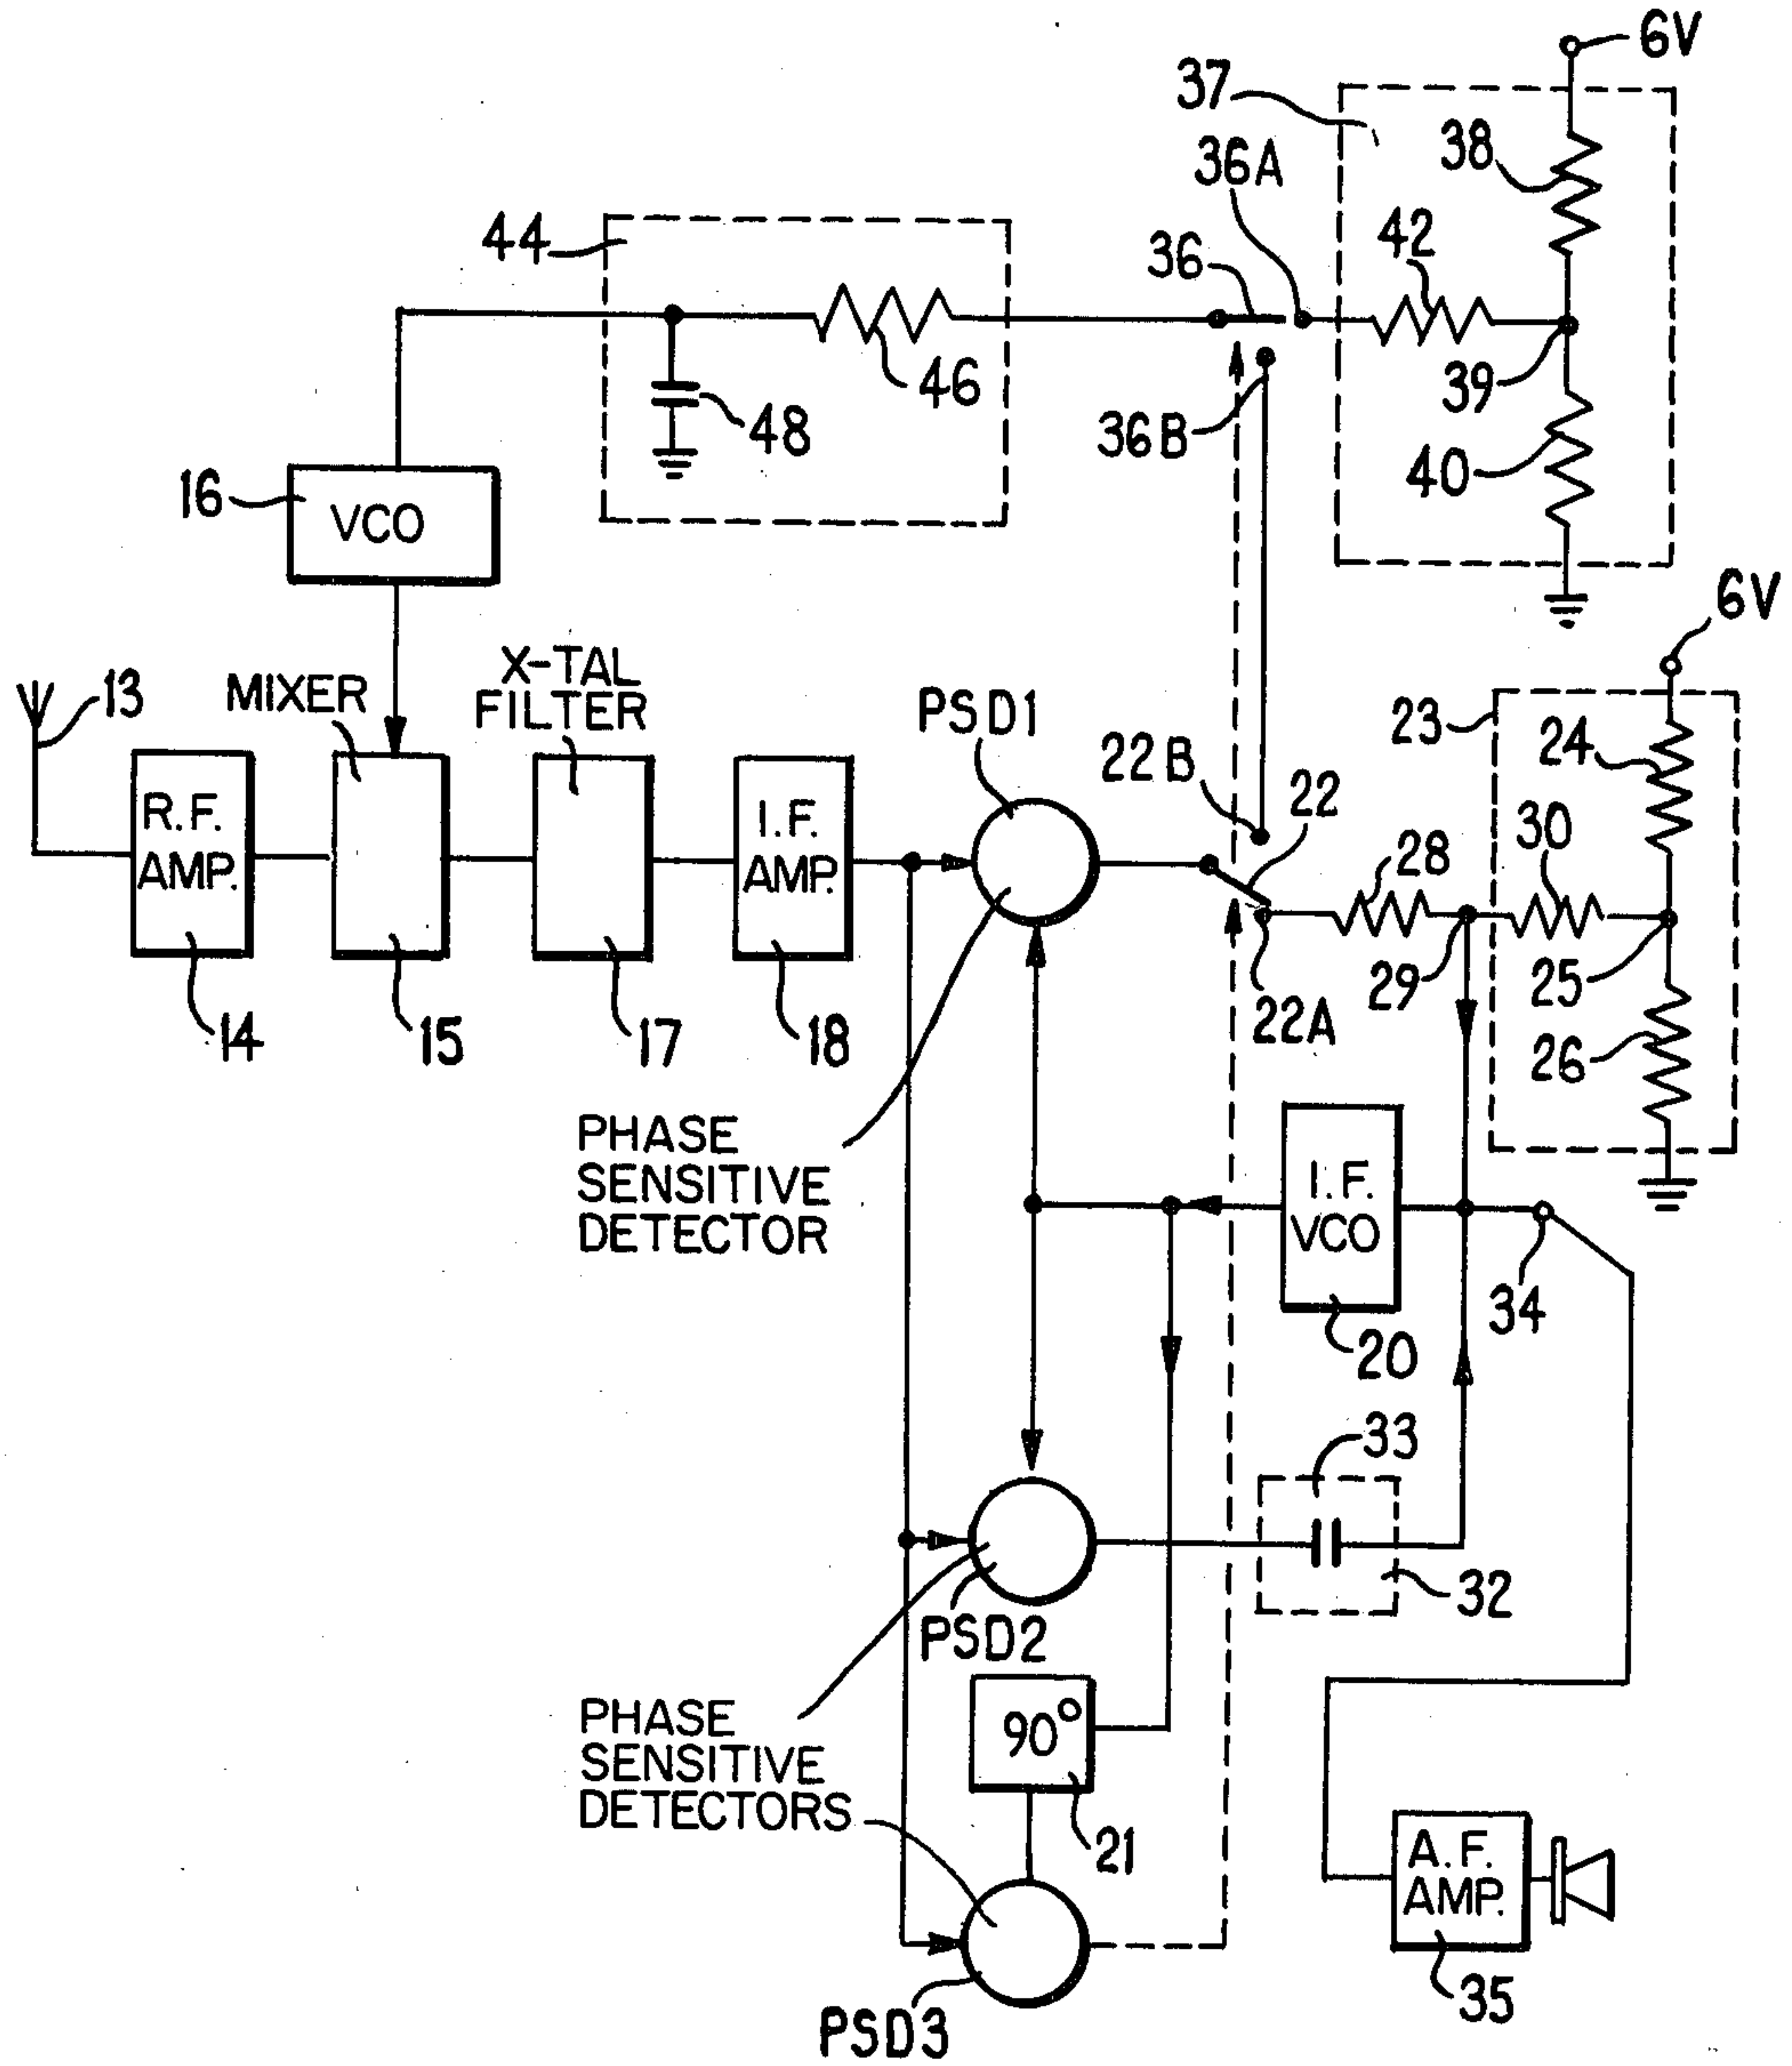 6V
37
38
36A
44
42
36
46
39
48
36B
40
16
VCO
6V
X-TAL
FILTER
MIXER
13
PSD1
23
24
22B
22
R.F.
AMP.
I.F.
AMP.
30
28
25
29
14
15
17
18
22A
26
PHASE
SENSITIVE
DETECTOR
I.F.
VCO
34
20
33
32
PSD2
PHASE
SENSITIVE
DETECTORS
90°
21
A.F.
AMP.
35
PSD3